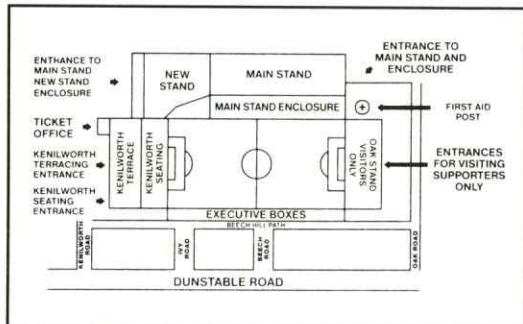 ENTRANCE TO
MAIN STAND
NEW STAND
ENCLOSURE
NEW
STAND
MAIN STAND
ENTRANCE TO
MAIN STAND AND
ENCLOSURE
MAIN STAND ENCLOSURE
FIRST AID
POST
TICKET
OFFICE
KENILWORTH
TERRACING
ENTRANCE
KENILWORTH
SEATING
ENTRANCE
KENILWORTH
TERRACE
KENILWORTH
SEATING
OAK STAND
VISITORS
ONLY
ENTRANCES
FOR VISITING
SUPPORTERS
ONLY
EXECUTIVE BOXES
BEECH HILL PATH
KENILWORTH
ROAD
IVY
ROAD
BEECH
ROAD
OAK ROAD
DUNSTABLE ROAD